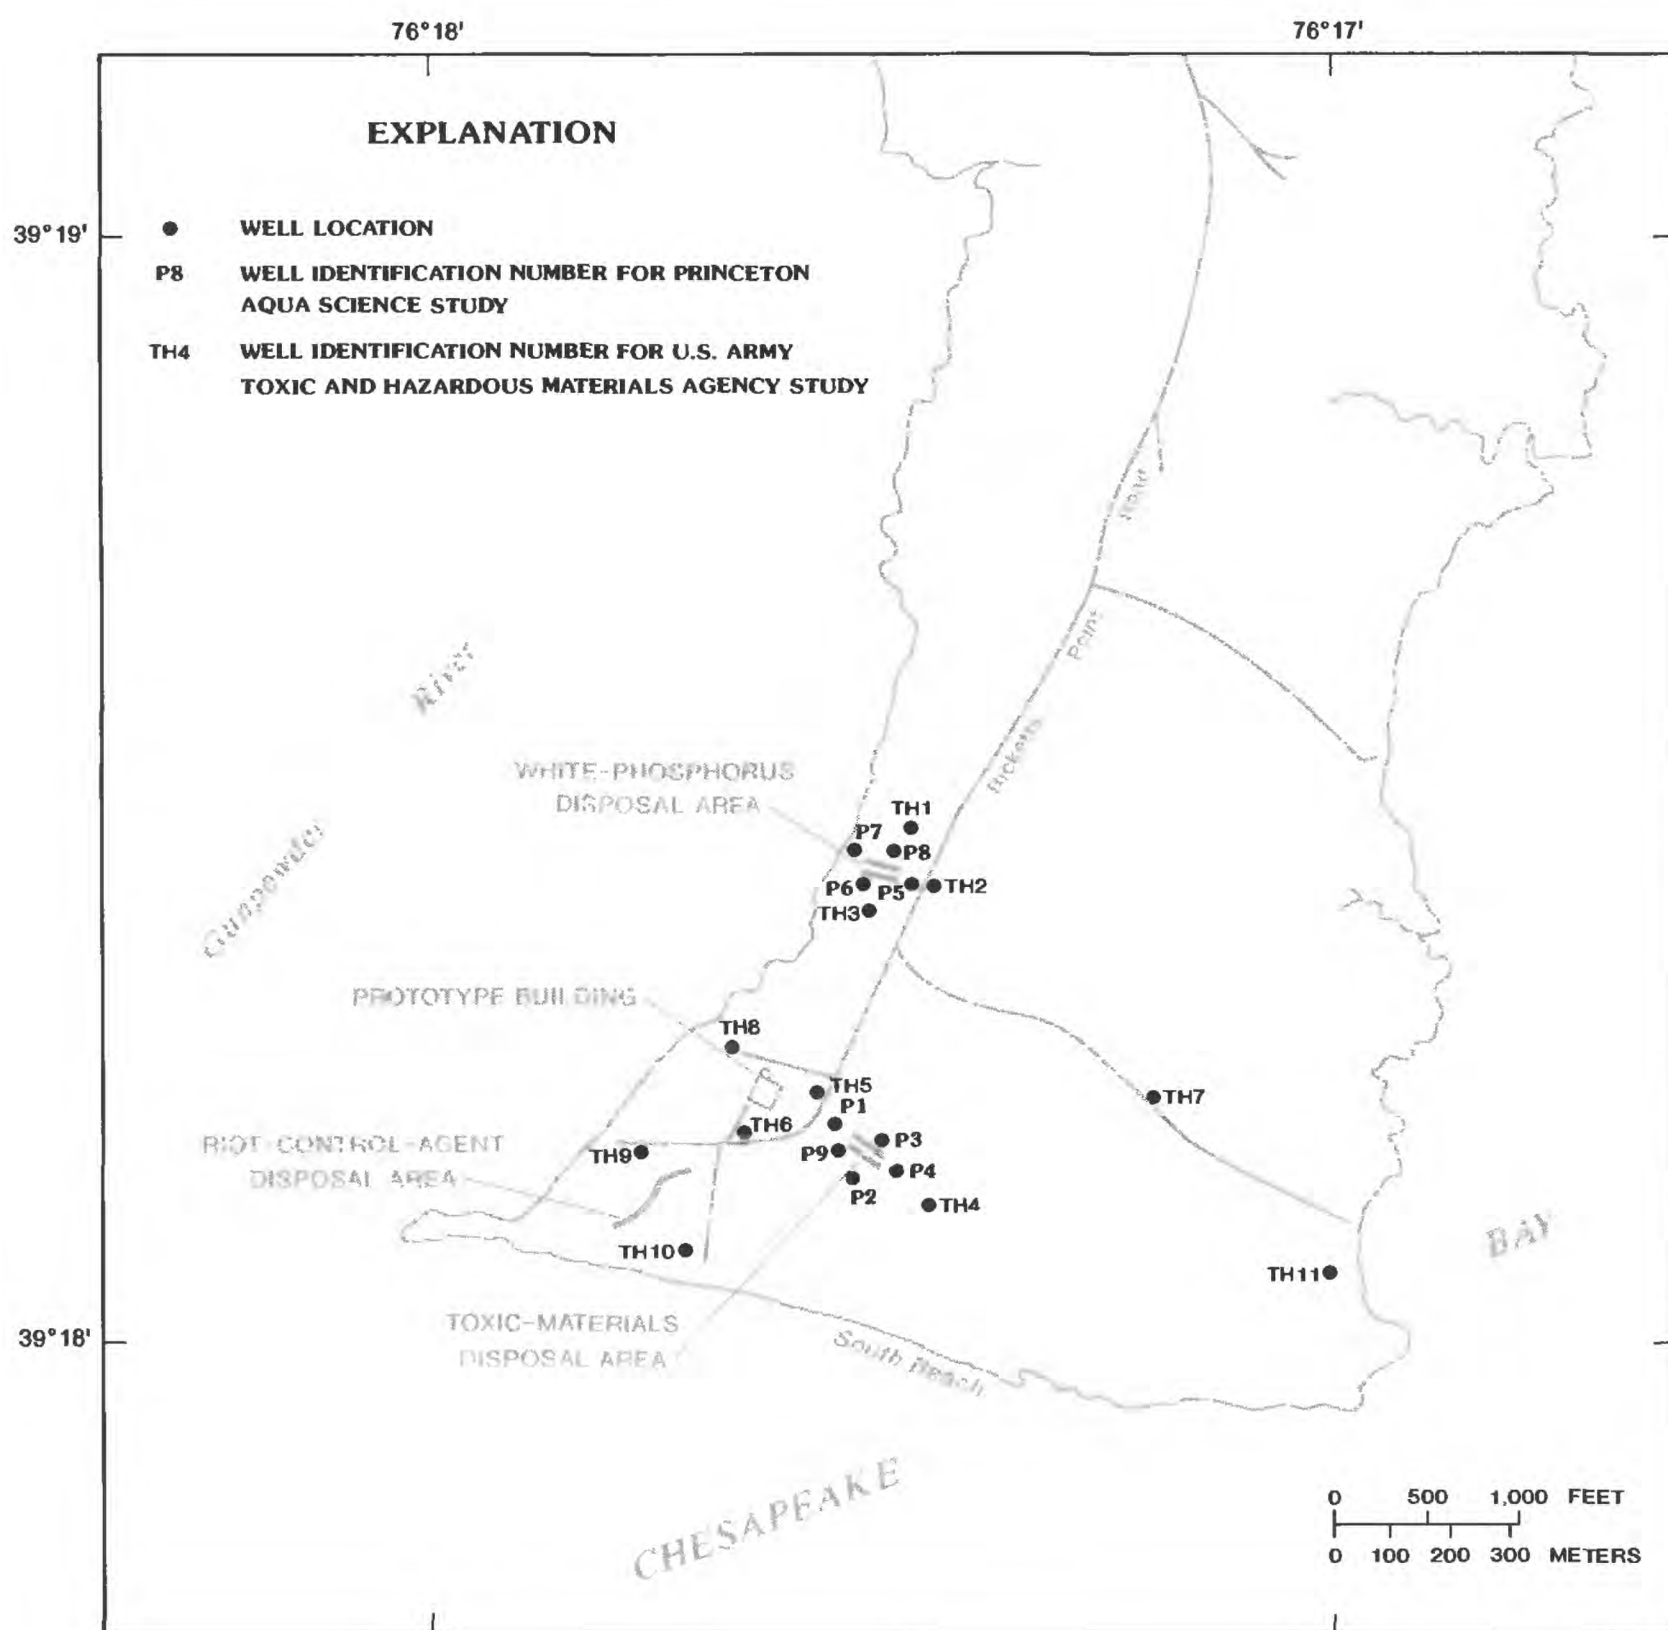 76°18'
76°17'
EXPLANATION
39°19'
WELL LOCATION
P8 WELL IDENTIFICATION NUMBER FOR PRINCETON
AQUA SCIENCE STUDY
TH4 WELL IDENTIFICATION NUMBER FOR U.S. ARMY
TOXIC AND HAZARDOUS MATERIALS AGENCY STUDY
Road
Point
Ricketts
River
Gunpowder
WHITE-PHOSPHORUS
DISPOSAL AREA
TH1
P7
P8
P6
P5
TH2
TH3
PROTOTYPE BUILDING
TH8
TH5
TH7
P1
TH6
P3
RIOT-CONTROL-AGENT
DISPOSAL AREA
TH9
P9
P4
P2
TH4
TH10
TH11
BAY
TOXIC-MATERIALS
DISPOSAL AREA
39°18'
South Beach
CHESAPEAKE
0 500 1,000 FEET
0 100 200 300 METERS